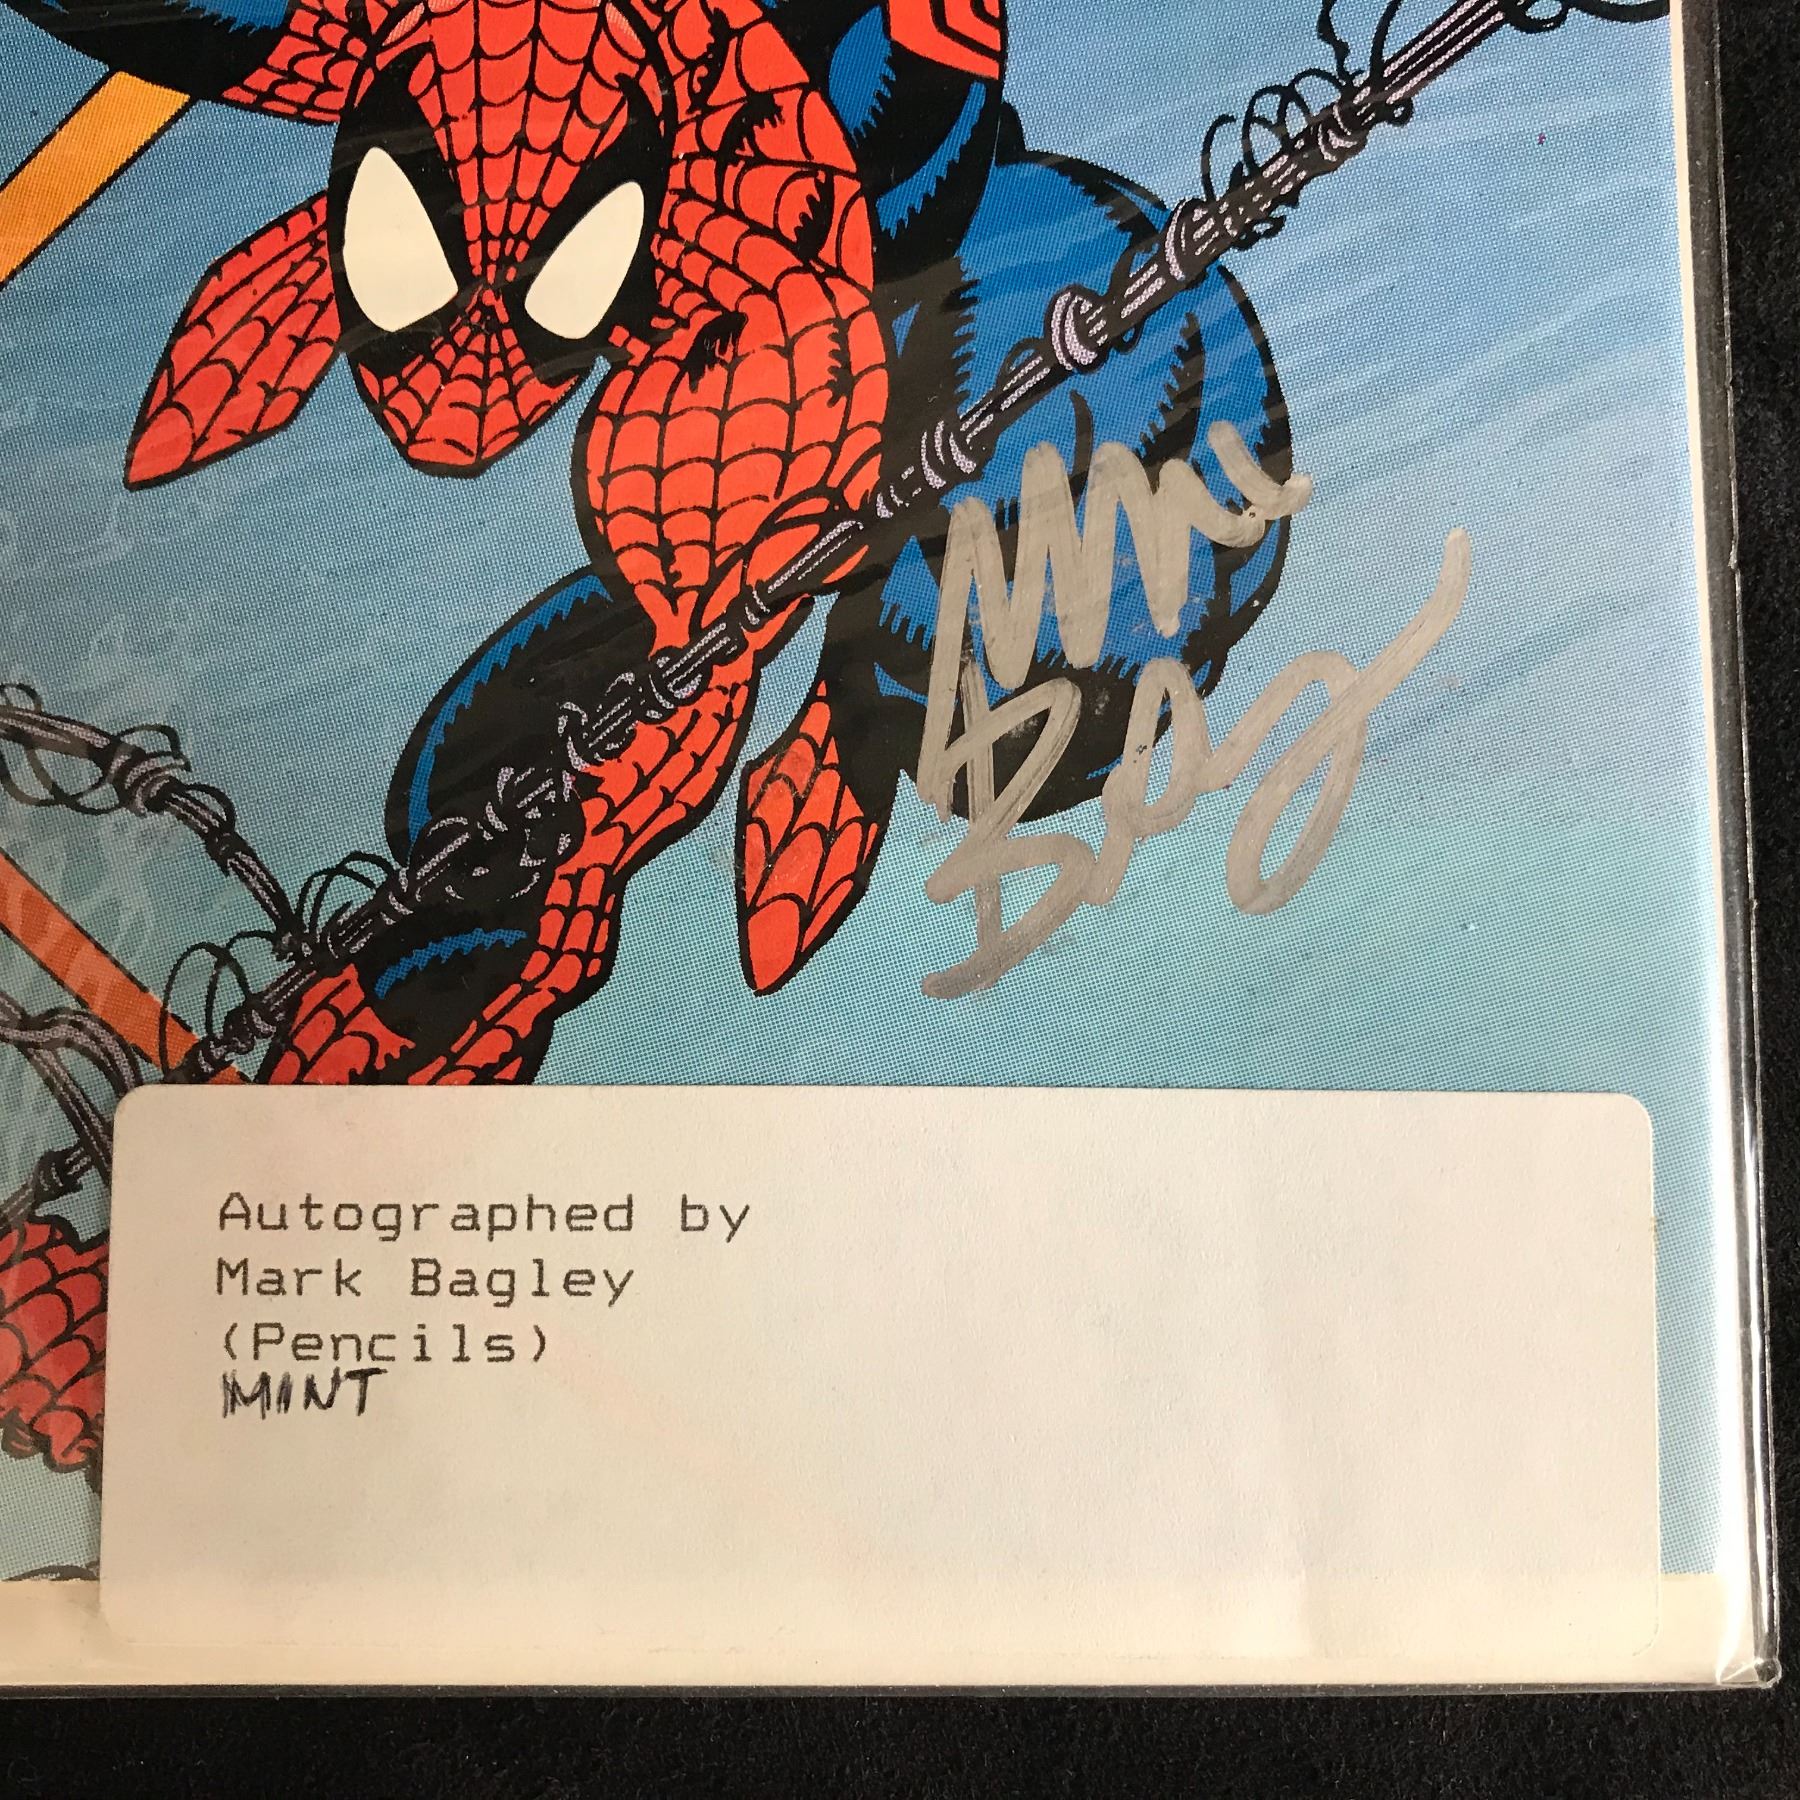 Autographed by
Mark Bagley
(Pencils)
MINT